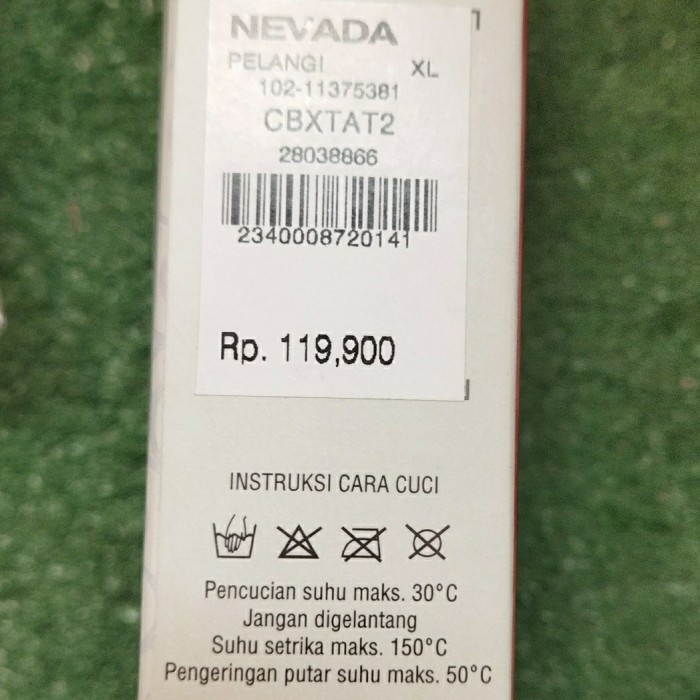 NEVADA
PELANGI XL
102-11375381
CBXTAT2
28038866
2340008720141
Rp. 119,900
INSTRUKSI CARA CUCI
Pencucian suhu maks. 30°C
Jangan digelantang
Suhu setrika maks. 150°C
Pengeringan putar suhu maks. 50°C